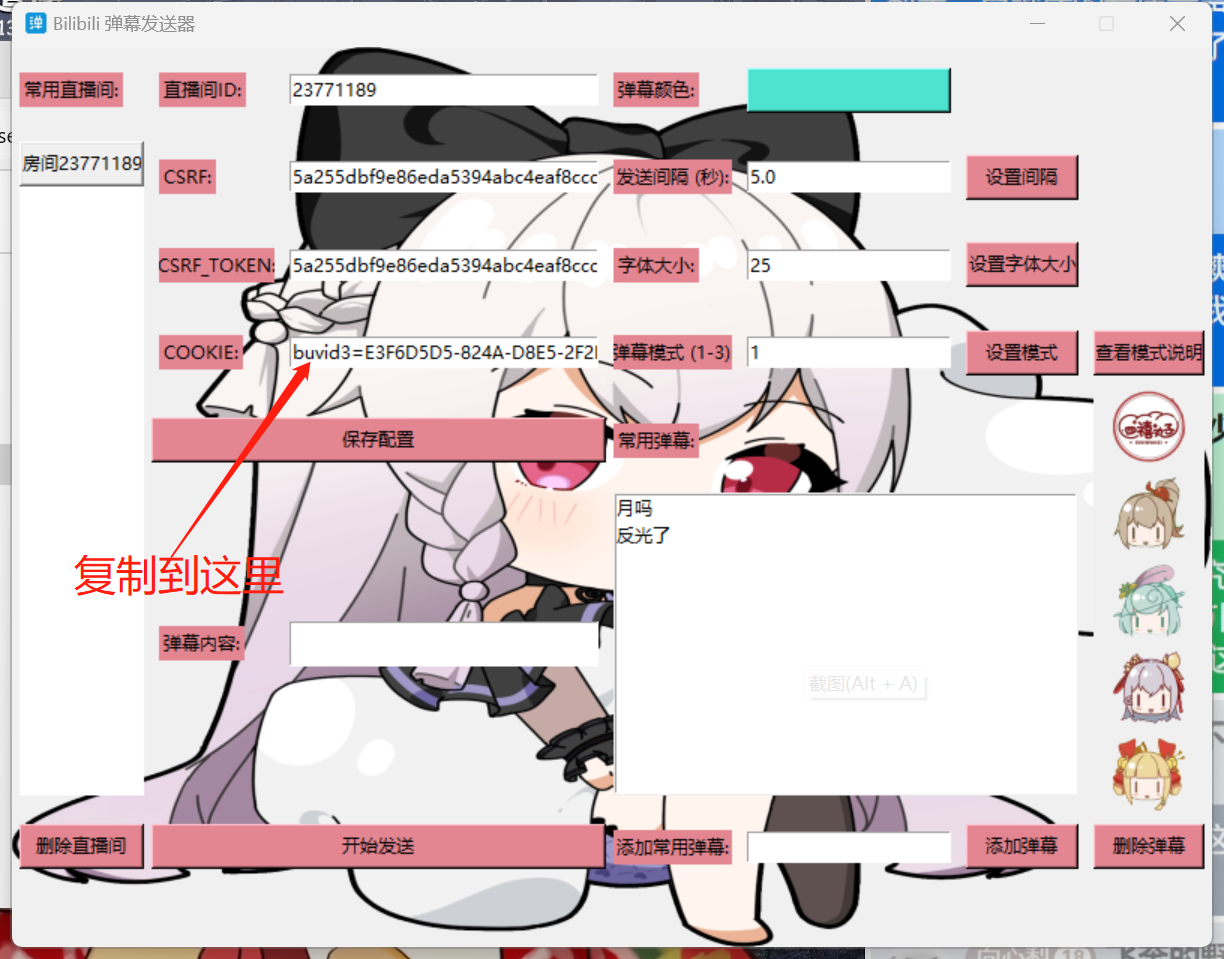 Bilibili 弹幕发送器
常用直播间:
直播间ID:
23771189
弹幕颜色:
房间23771189
CSRF:
5a255dbf9e86eda5394abc4eaf8ccc
发送间隔 (秒):
5.0
设置间隔
CSRF_TOKEN:
5a255dbf9e86eda5394abc4eaf8ccc
字体大小:
25
设置字体大小
COOKIE:
buvid3=E3F6D5D5-824A-D8E5-2F2
弹幕模式 (1-3)
1
设置模式
查看模式说明
保存配置
常用弹幕:
四禧丸子
月吗
反光了
复制到这里
弹幕内容:
截图(Alt + A)
删除直播间
开始发送
添加常用弹幕:
添加弹幕
删除弹幕